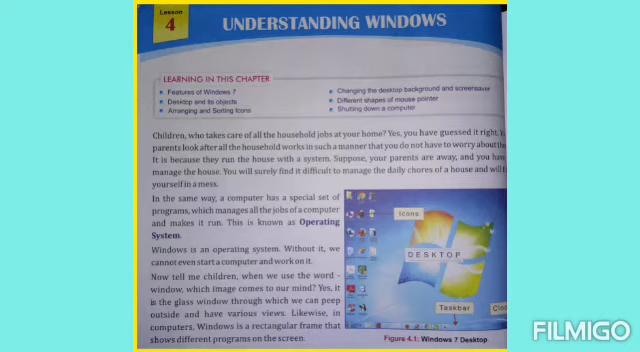 Lesson
4
UNDERSTANDING WINDOWS
LEARNING IN THIS CHAPTER
Features of Windows 7
Desktop and its objects
Arranging and Sorting Icons
Changing the desktop background and screensaver
Different shapes of mouse pointer
Shutting down a computer
Children, who takes care of all the household jobs at your home? Yes, you have guessed it right.
parents look after all the household works in such a manner that you do not have to worry about
It is because they run the house with a system. Suppose, your parents are away, and you
manage the house. You will surely find it difficult to manage the daily chores of a house and
yourself in a mess.
In the same way, a computer has a special set of
programs, which manages all the jobs of a computer
and makes it run. This is known as Operating
System.
Windows is an operating system. Without it, we
cannot even start a computer and work on it.
Now tell me children, when we use the word -
window, which image comes to our mind? Yes, it
is the glass window through which we can peep
outside and have various views. Likewise, in
computers, Windows is a rectangular frame that
shows different programs on the screen.
Icons
DESKTOP
Taskbar
Figure 4.1: Windows 7 Desktop
FILMIGO